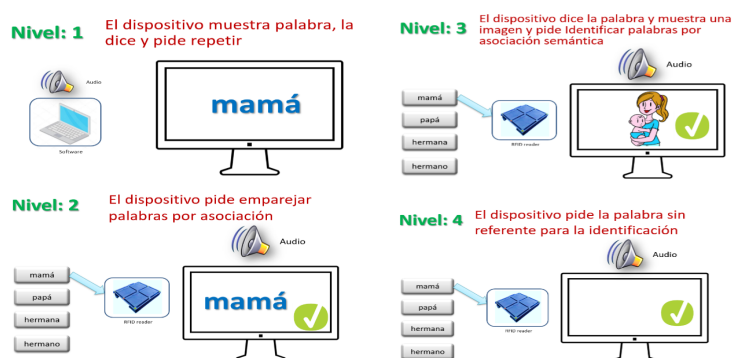 Nivel: 1
El dispositivo muestra palabra, la
dice y pide repetir
Audio
Software
mamá
Nivel: 2
El dispositivo pide emparejar
palabras por asociación
Audio
mamá
papá
hermana
hermano
RFID reader
mamá
Nivel: 3
El dispositivo dice la palabra y muestra una
imagen y pide Identificar palabras por
asociación semántica
Audio
mamá
papá
hermana
hermano
RFID reader
Nivel: 4
El dispositivo pide la palabra sin
referente para la identificación
Audio
mamá
papá
hermana
hermano
RFID reader